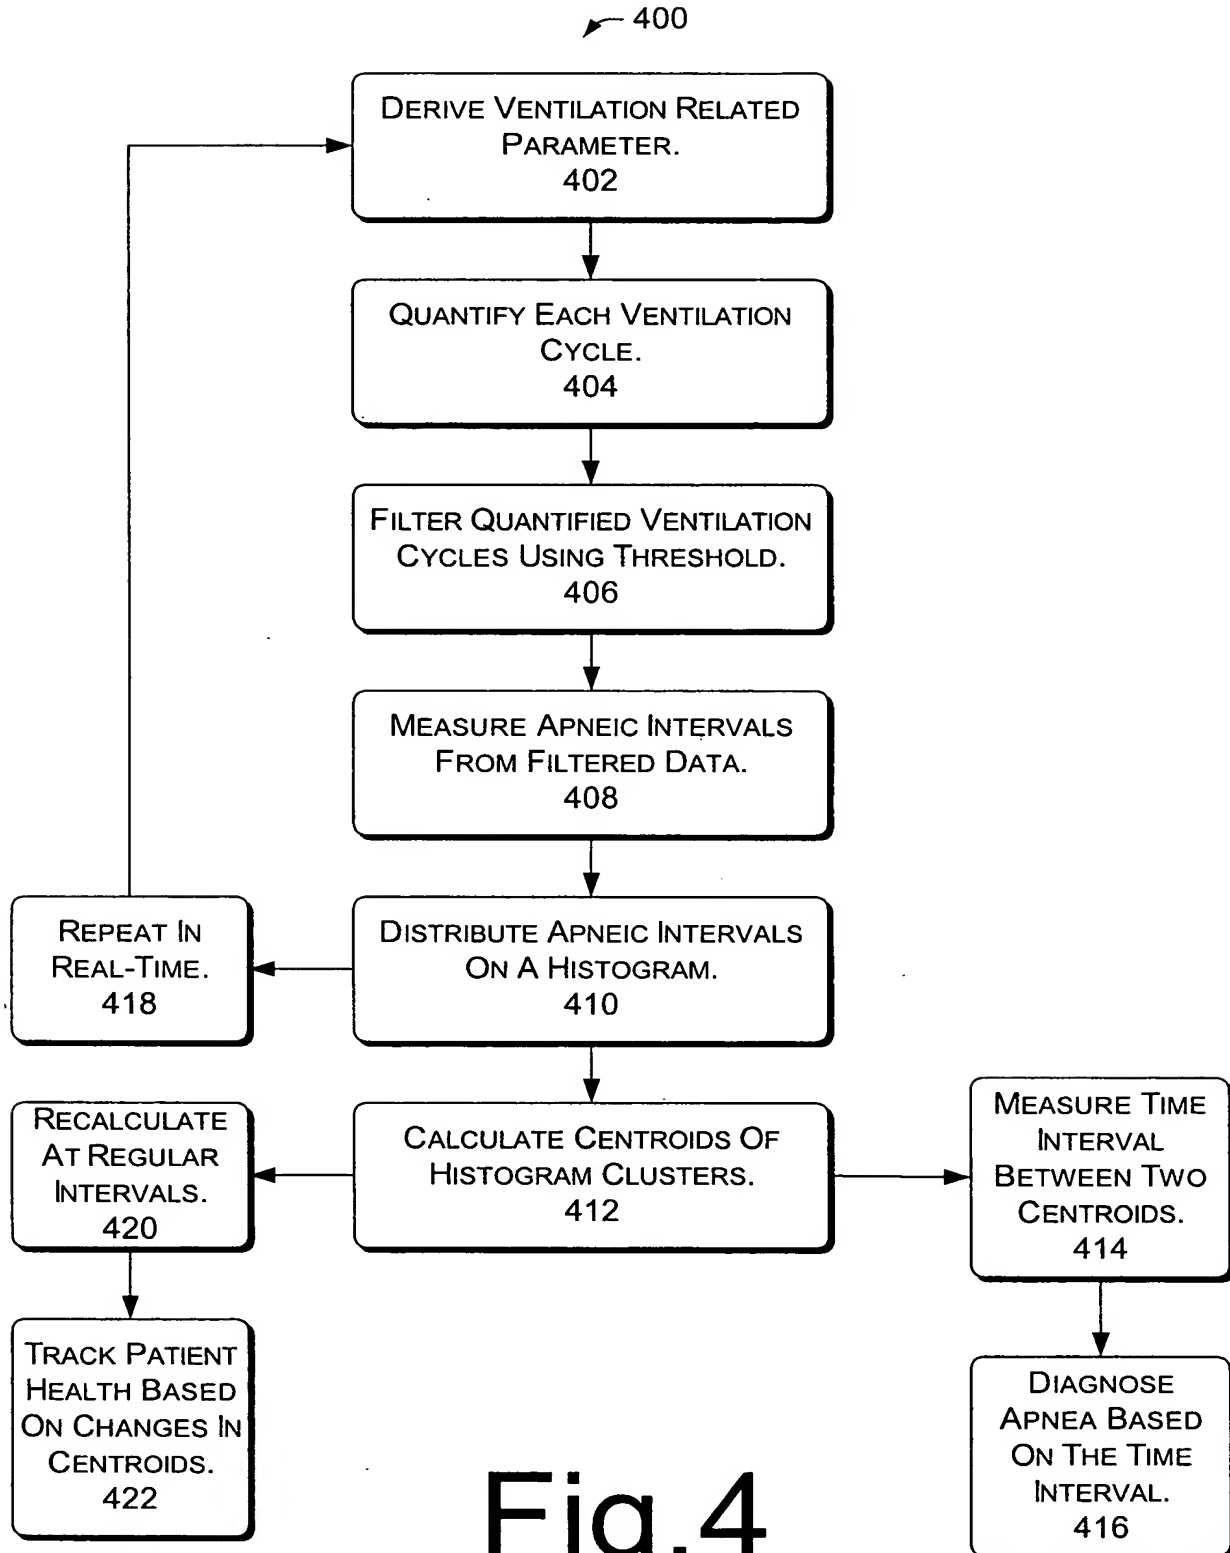 400
DERIVE VENTILATION RELATED
PARAMETER.
402
QUANTIFY EACH VENTILATION
CYCLE.
404
FILTER QUANTIFIED VENTILATION
CYCLES USING THRESHOLD.
406
MEASURE APNEIC INTERVALS
FROM FILTERED DATA.
408
REPEAT IN
REAL-TIME.
418
DISTRIBUTE APNEIC INTERVALS
ON A HISTOGRAM.
410
RECALCULATE
AT REGULAR
INTERVALS.
420
CALCULATE CENTROIDS OF
HISTOGRAM CLUSTERS.
412
MEASURE TIME
INTERVAL
BETWEEN TWO
CENTROIDS.
414
TRACK PATIENT
HEALTH BASED
ON CHANGES IN
CENTROIDS.
422
DIAGNOSE
APNEA BASED
ON THE TIME
INTERVAL.
416
Fig.4